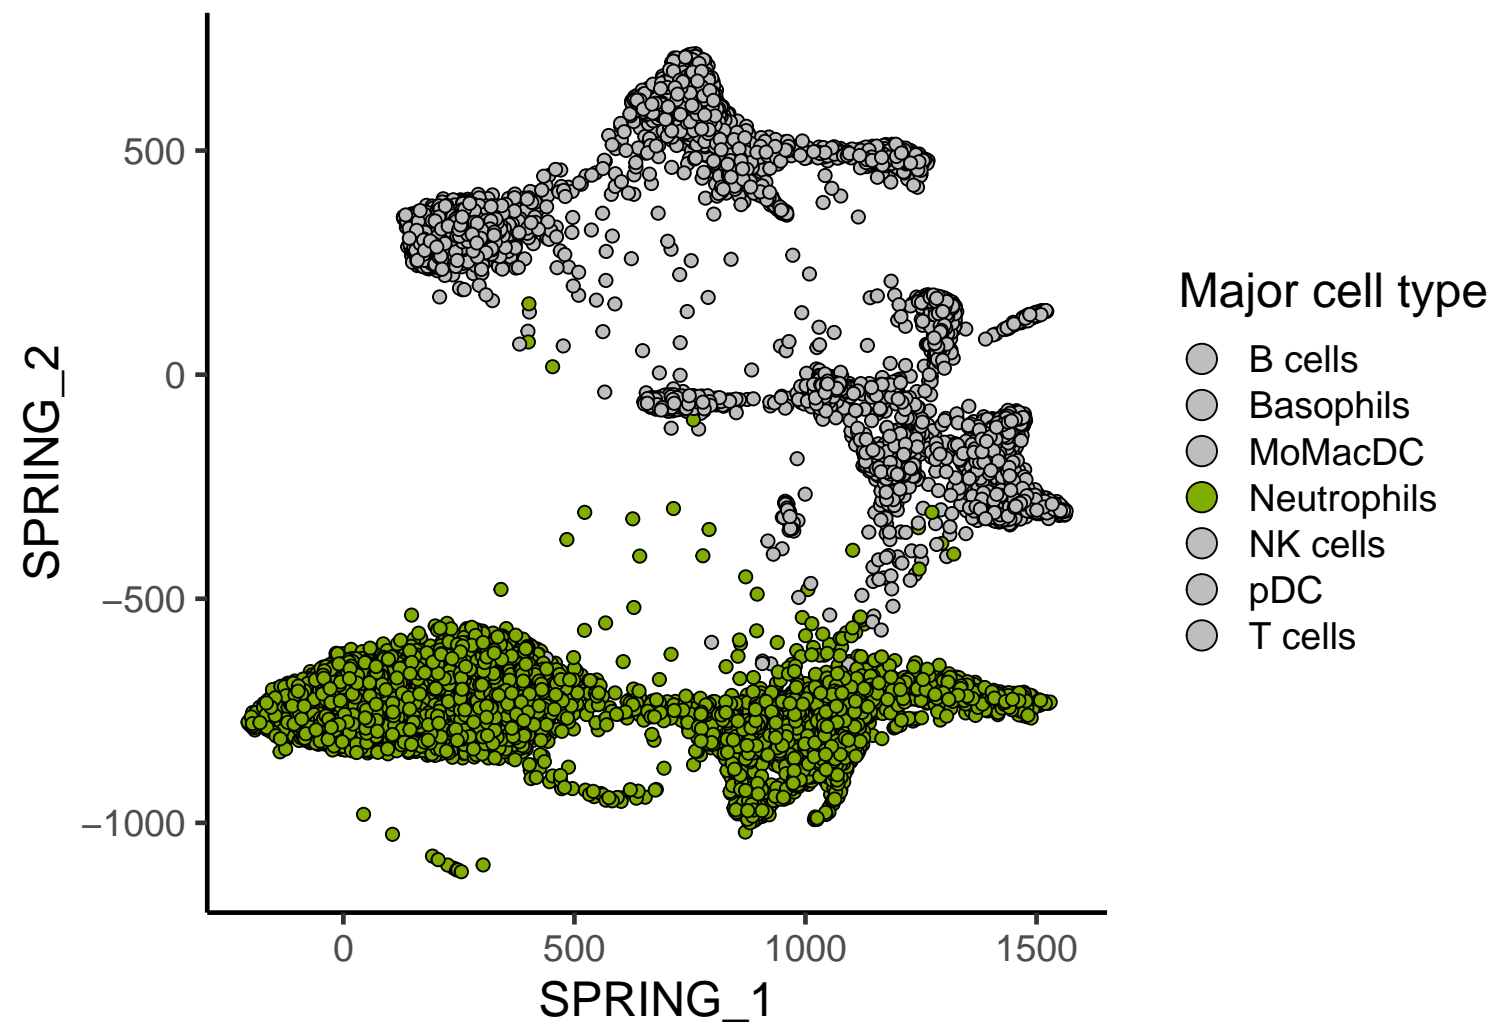 500
0
−500
−1000
SPRING_2
0
500
1000
1500
SPRING_1
Major cell type
B cells
Basophils
MoMacDC
Neutrophils
NK cells
pDC
T cells